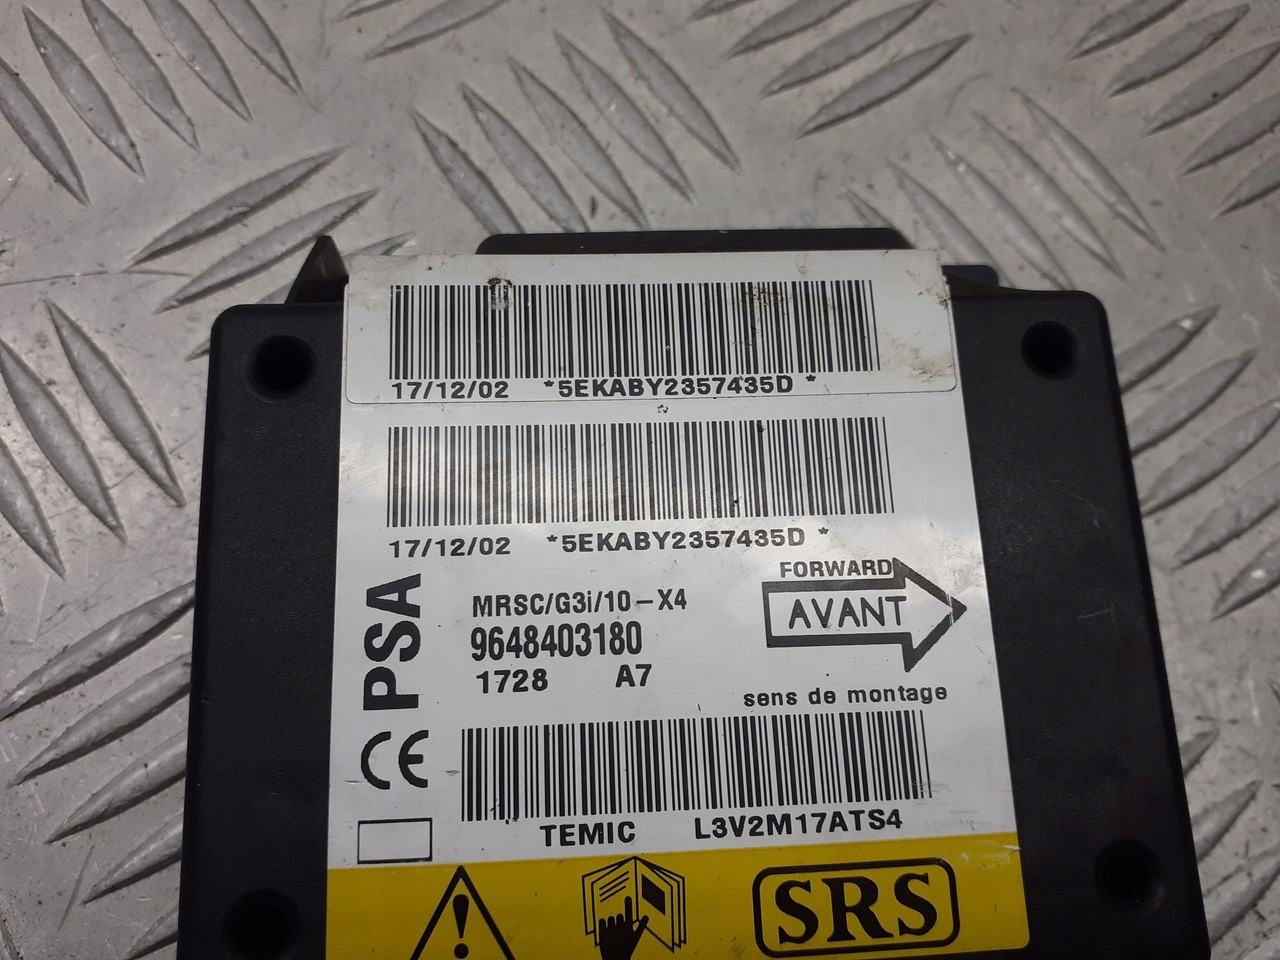 17/12/02 *5EKABY2357435D *
17/12/02 *5EKABY2357435D *
PSA
MRSC/G3i/10-X4
9648403180
1728 A7
FORWARD
AVANT
sens de montage
CE
TEMIC L3V2M17ATS4
SRS